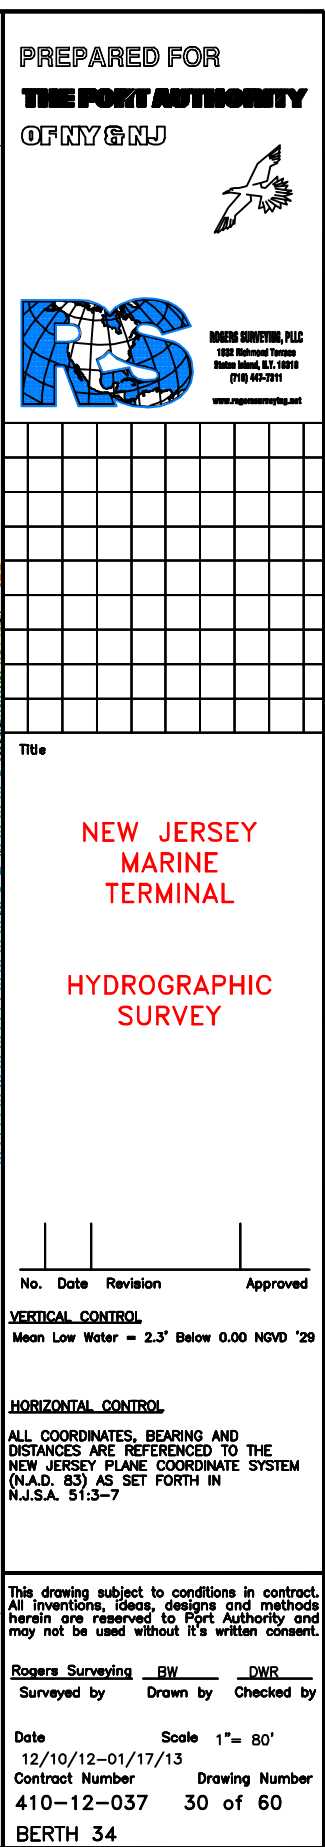 PREPARED FOR
THE PORT AUTHORITY
OF NY & NJ
RS
ROGERS SURVEYING, PLLC
1632 Richmond Terrace
Staten Island, N.Y. 10310
(718) 447-7311
www.rogerssurveying.net
Title
NEW JERSEY
MARINE
TERMINAL
HYDROGRAPHIC
SURVEY
No. Date Revision Approved
VERTICAL CONTROL
Mean Low Water = 2.3' Below 0.00 NGVD '29
HORIZONTAL CONTROL
ALL COORDINATES, BEARING AND
DISTANCES ARE REFERENCED TO THE
NEW JERSEY PLANE COORDINATE SYSTEM
(N.A.D. 83) AS SET FORTH IN
N.J.S.A. 51:3-7
This drawing subject to conditions in contract.
All inventions, ideas, designs and methods
herein are reserved to Port Authority and
may not be used without it's written consent.
Rogers Surveying BW DWR
Surveyed by Drawn by Checked by
Date Scale 1"= 80'
12/10/12-01/17/13
Contract Number Drawing Number
410-12-037 30 of 60
BERTH 34